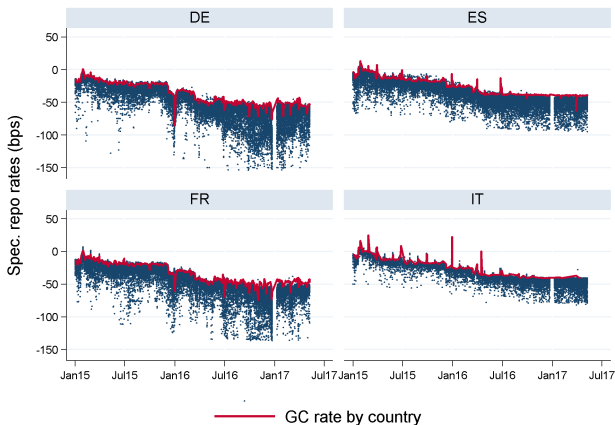 DE
ES
50
0
-50
-100
-150
FR
IT
50
0
-50
-100
-150
Spec. repo rates (bps)
Jan15 Jul15 Jan16 Jul16 Jan17 Jul17
Jan15 Jul15 Jan16 Jul16 Jan17 Jul17
GC rate by country